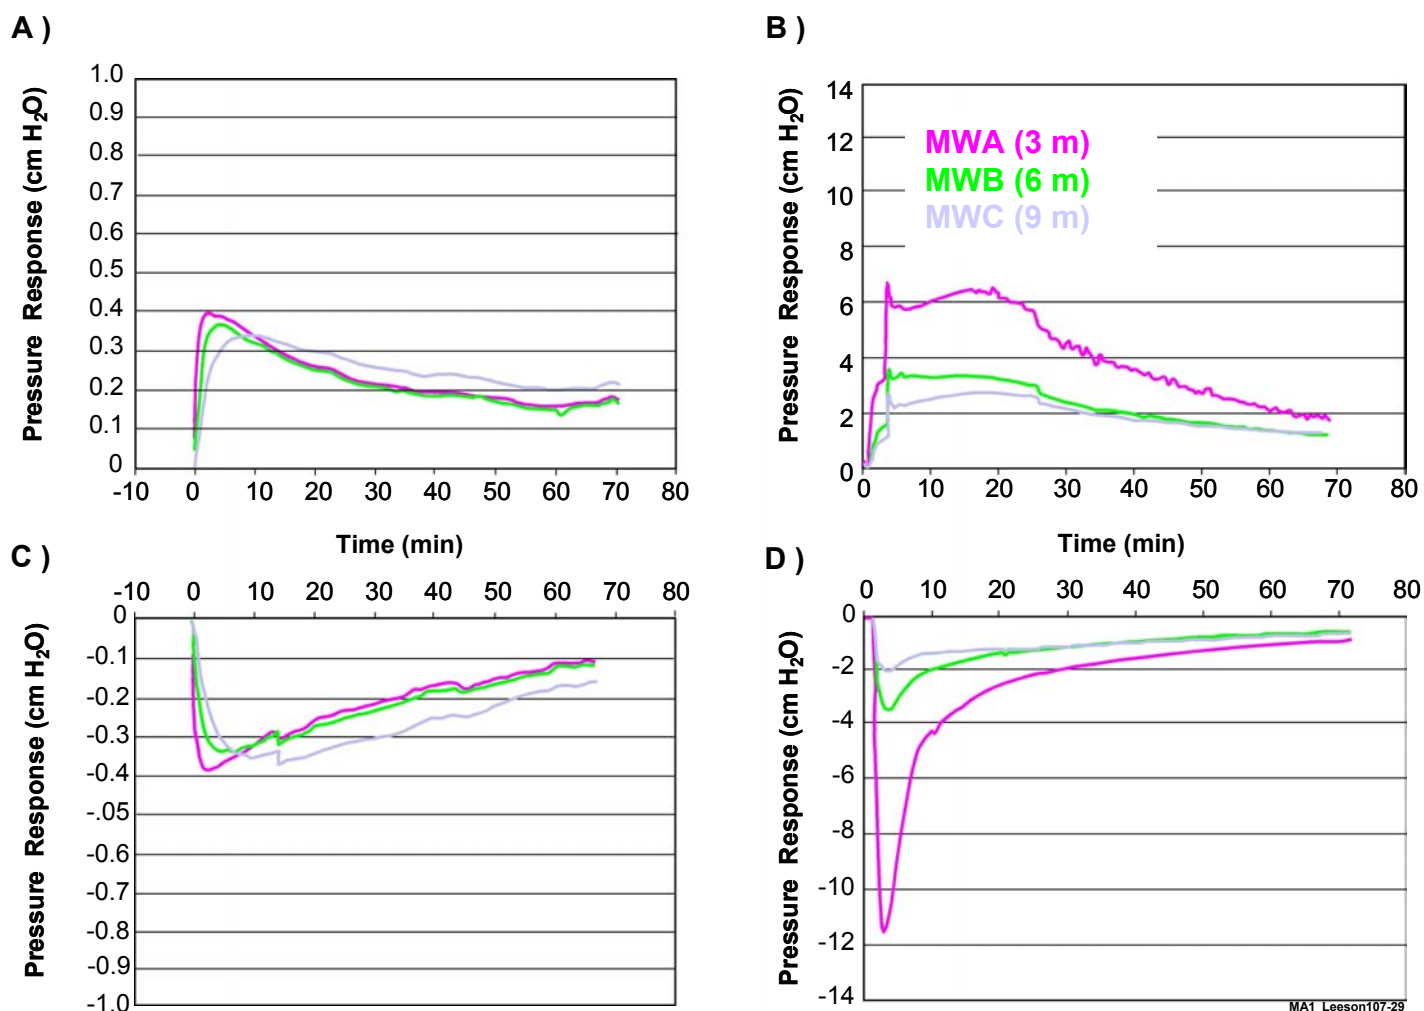 A )
Pressure Response (cm H₂O)
1.0
0.9
0.8
0.7
0.6
0.5
0.4
0.3
0.2
0.1
0
-10 0 10 20 30 40 50 60 70 80
Time (min)
B )
Pressure Response (cm H₂O)
14
12
10
8
6
4
2
0
MWA (3 m)
MWB (6 m)
MWC (9 m)
0 10 20 30 40 50 60 70 80
Time (min)
C )
-10 0 10 20 30 40 50 60 70 80
Pressure Response (cm H₂O)
0
-0.1
-0.2
-0.3
-0.4
-.05
-0.6
-0.7
-0.8
-0.9
-1.0
D )
0 10 20 30 40 50 60 70 80
Pressure Response (cm H₂O)
0
-2
-4
-6
-8
-10
-12
-14
MA1_Leeson107-29